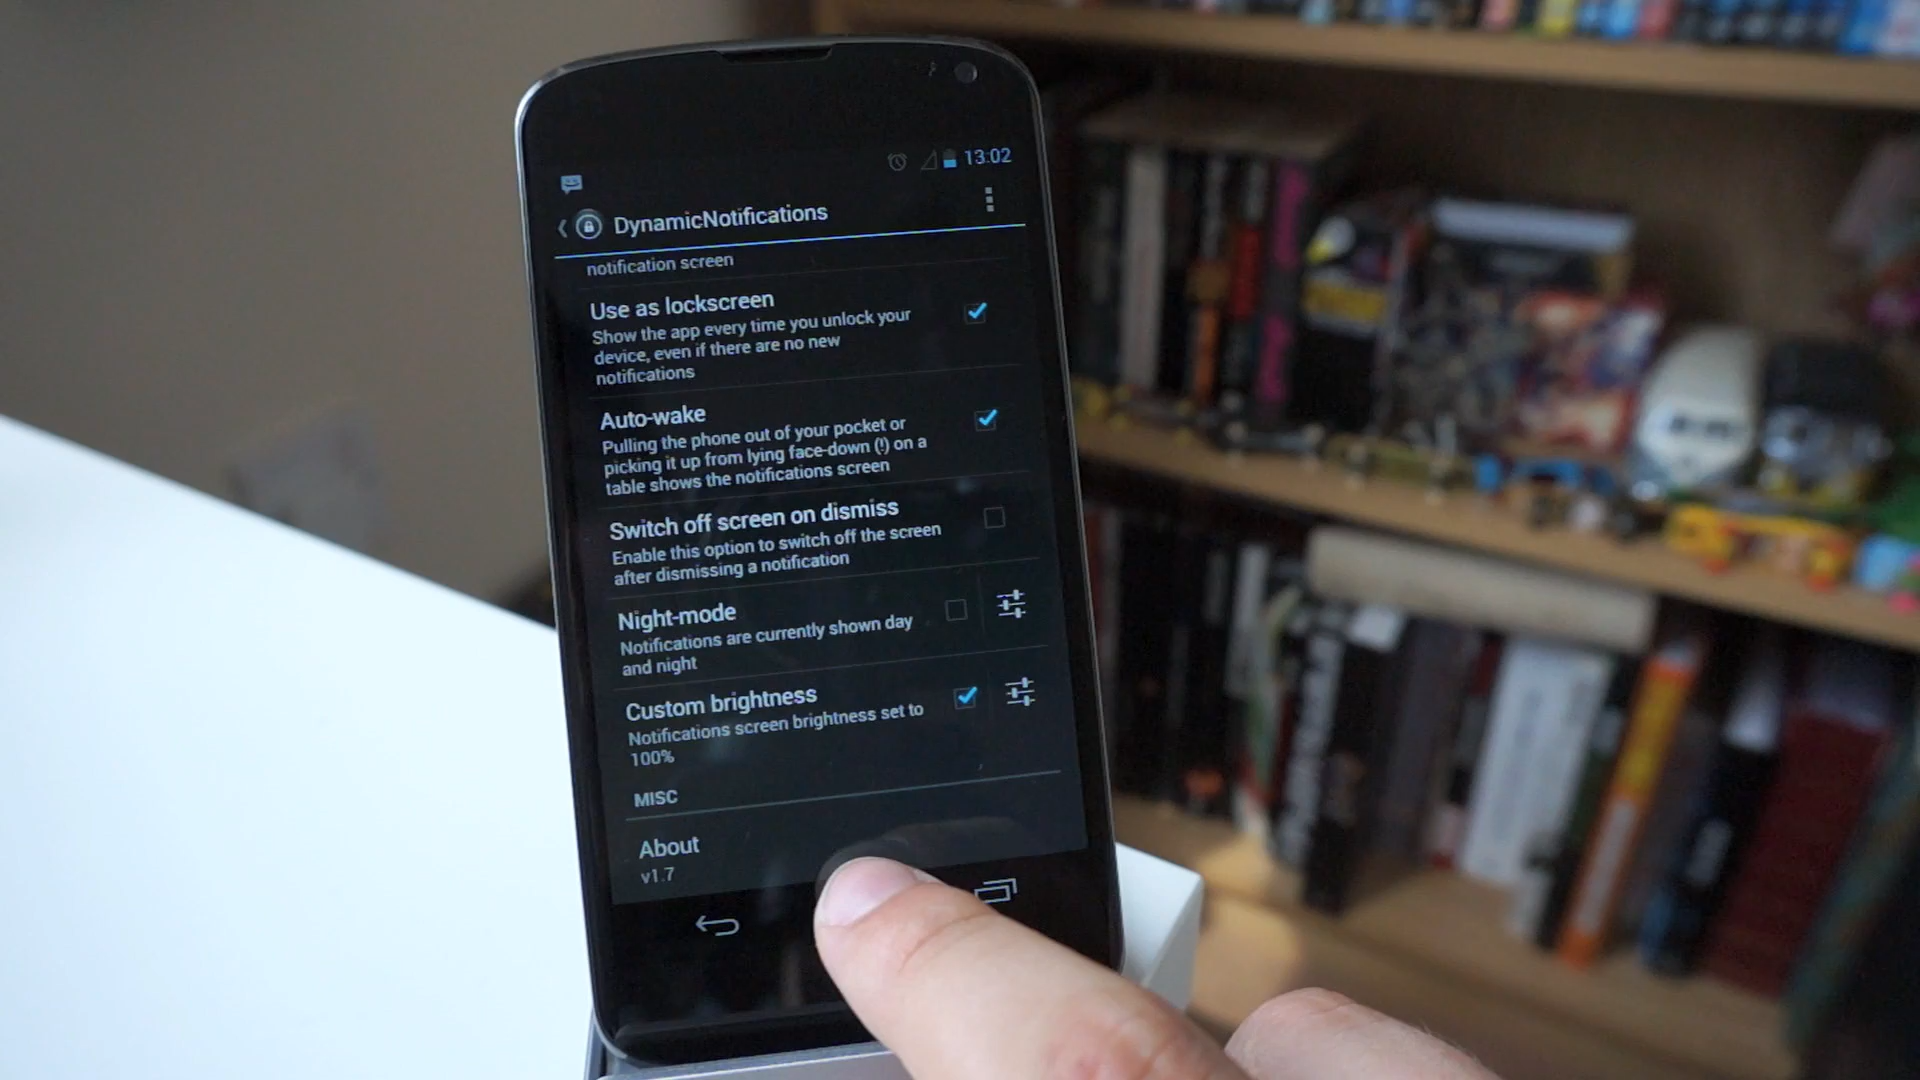 13:02
DynamicNotifications
notification screen
Use as lockscreen
Show the app every time you unlock your
device, even if there are no new
notifications
Auto-wake
Pulling the phone out of your pocket or
picking it up from lying face-down (!) on a
table shows the notifications screen
Switch off screen on dismiss
Enable this option to switch off the screen
after dismissing a notification
Night-mode
Notifications are currently shown day
and night
Custom brightness
Notifications screen brightness set to
100%
MISC
About
v1.7